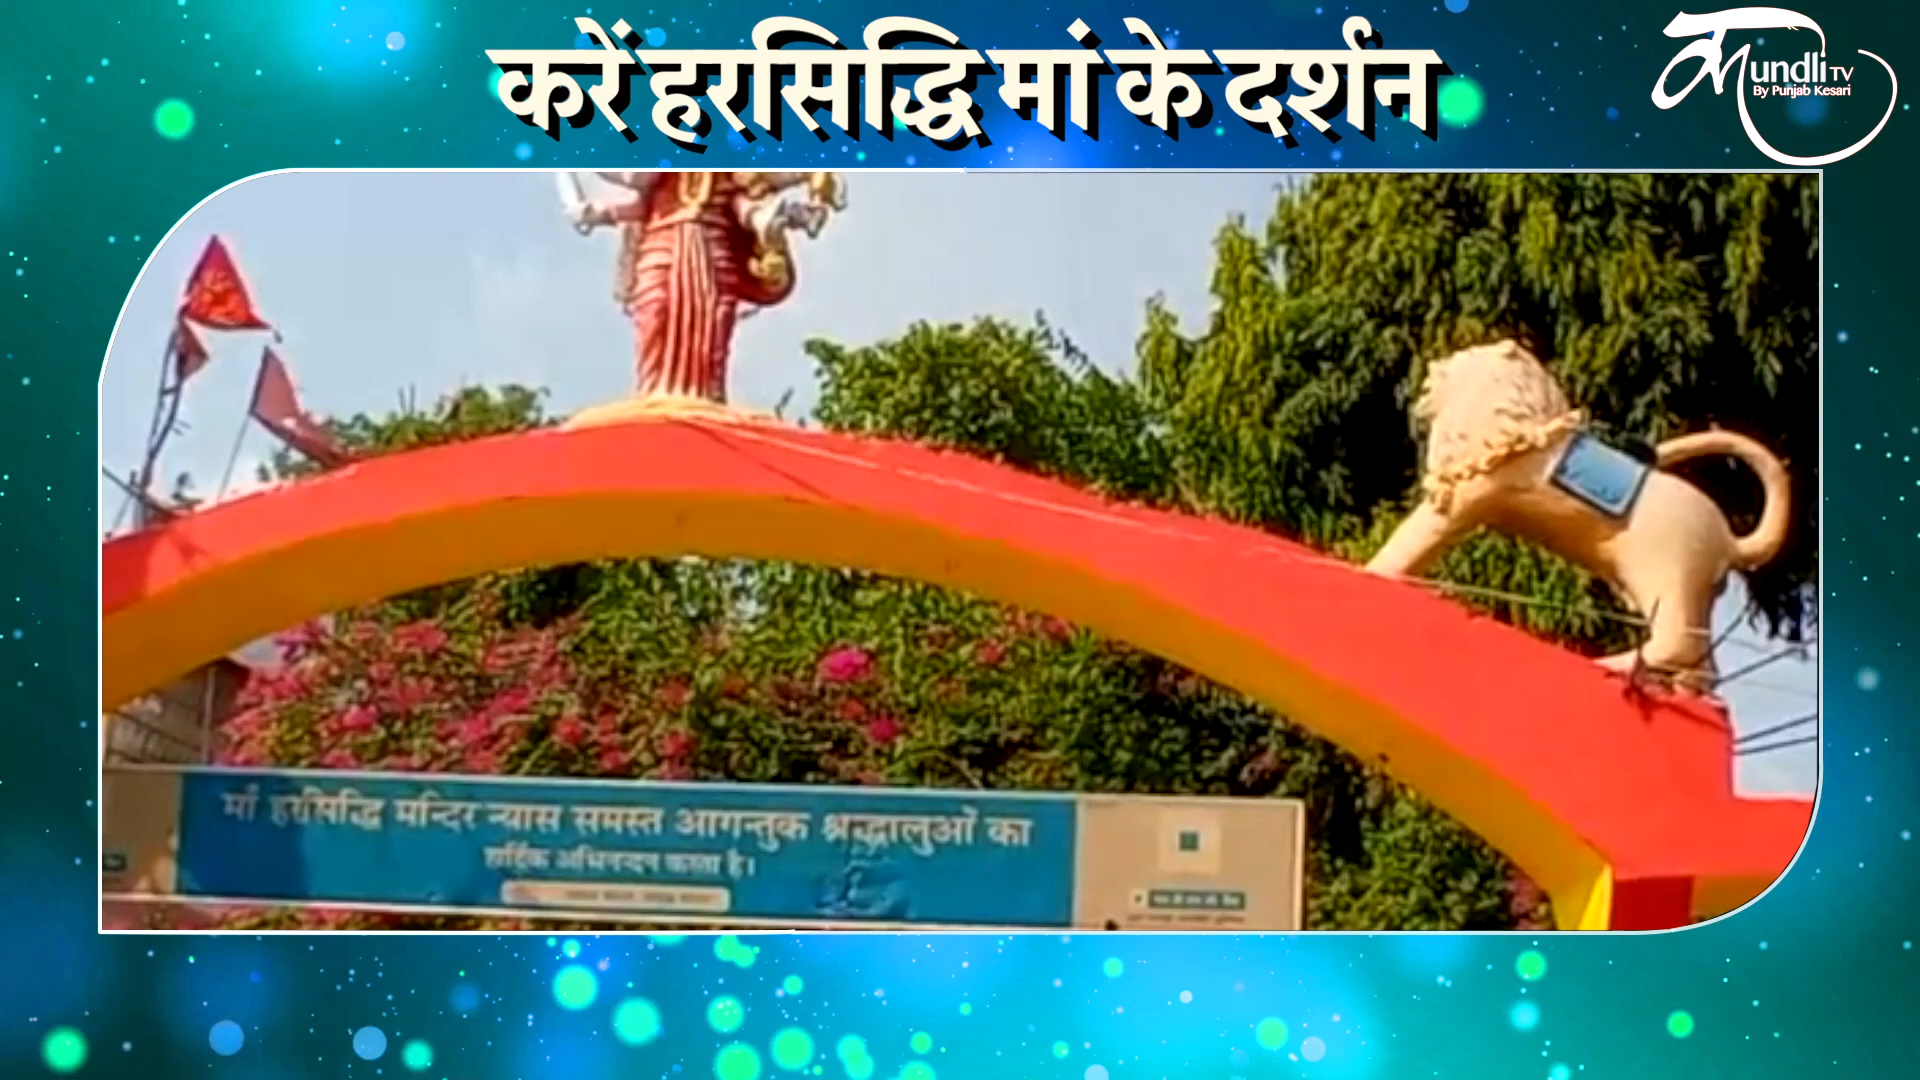 करें हरसिद्धि मां के दर्शन
Kundli TV
By Punjab Kesari
माँ हरसिद्धि मन्दिर न्यास समस्त आगन्तुक श्रद्धालुओं का
हार्दिक अभिनन्दन करता है।